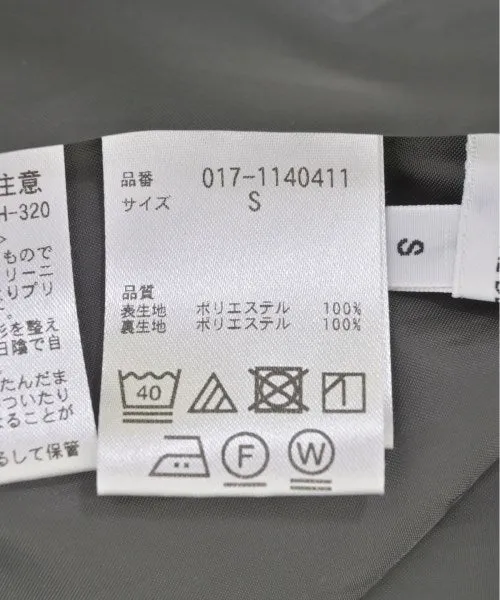 注意
H-320
>
もので
リーニ
りプリ
形を整え
日陰で自
たんだま
ついたり
ることが
るして保管
品番 017-1140411
サイズ S
品質
表生地 ポリエステル 100%
裏生地 ポリエステル 100%
40
F
W
S